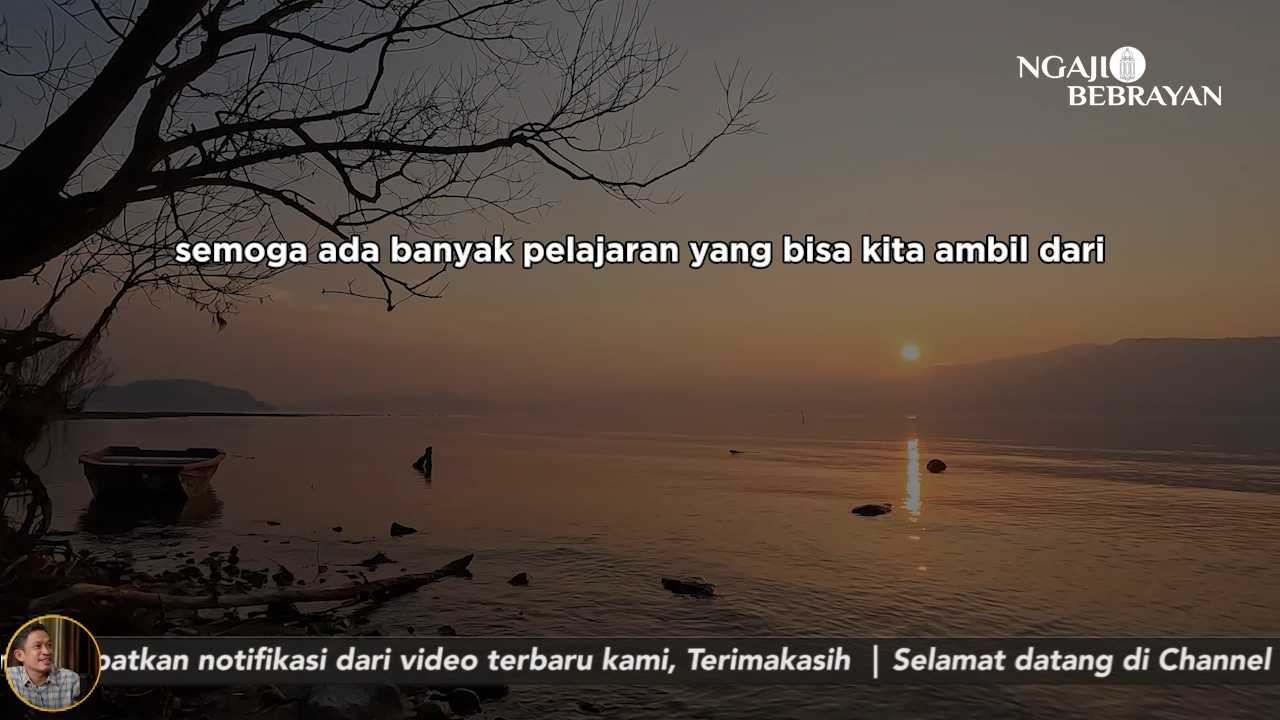 NGAJI
BEBRAYAN
semoga ada banyak pelajaran yang bisa kita ambil dari
patkan notifikasi dari video terbaru kami, Terimakasih | Selamat datang di Channel